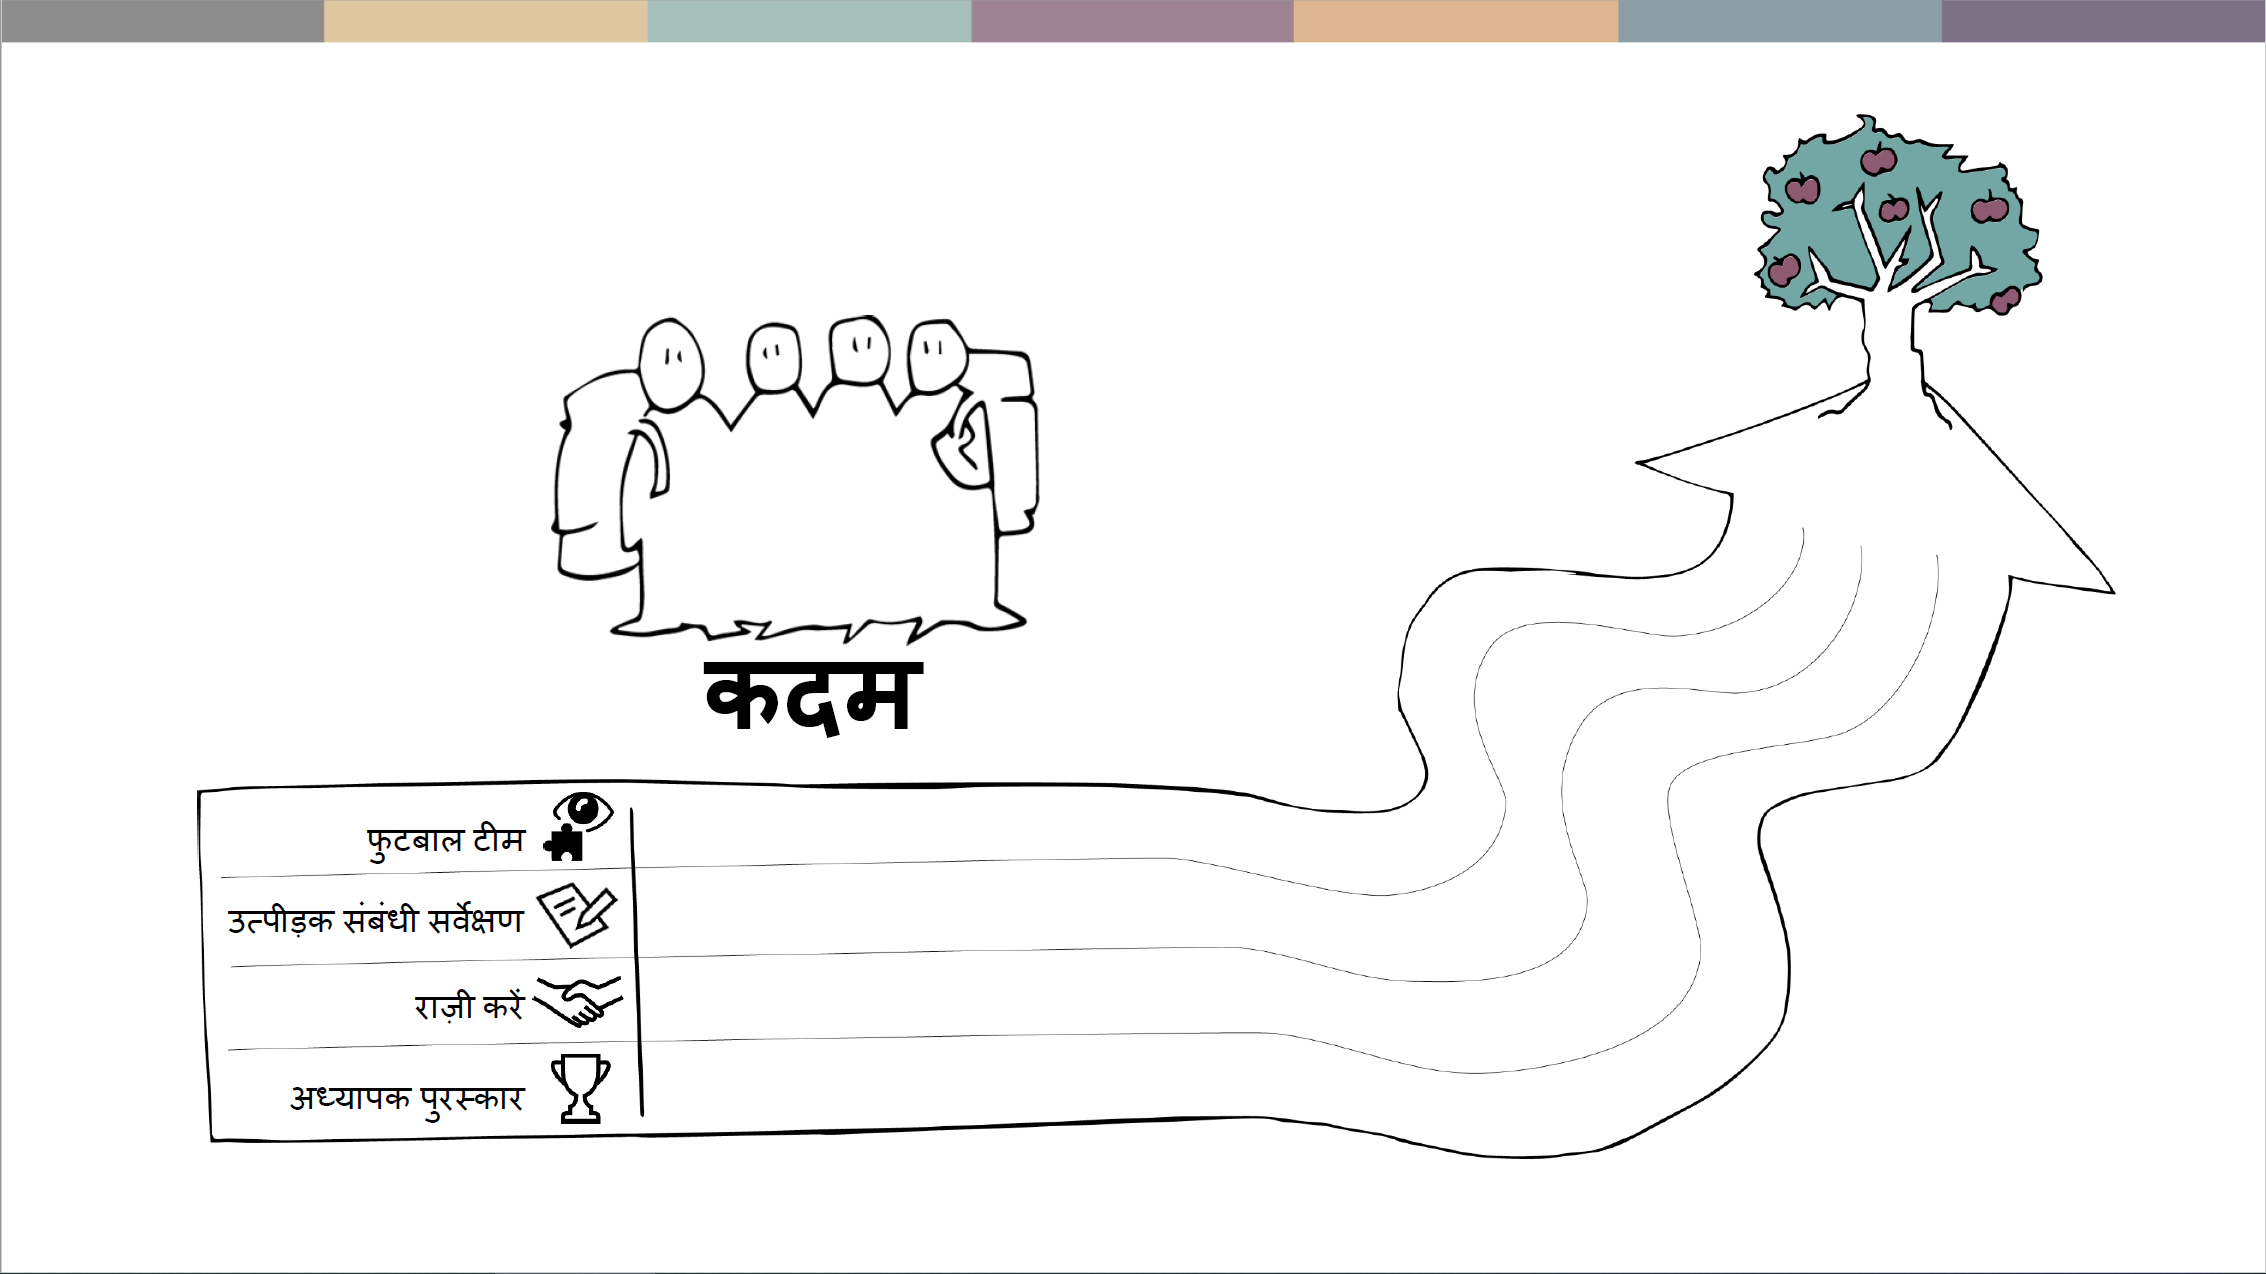 कदम
फुटबाल टीम
उत्पीड़क संबंधी सर्वेक्षण
राज़ी करें
अध्यापक पुरस्कार